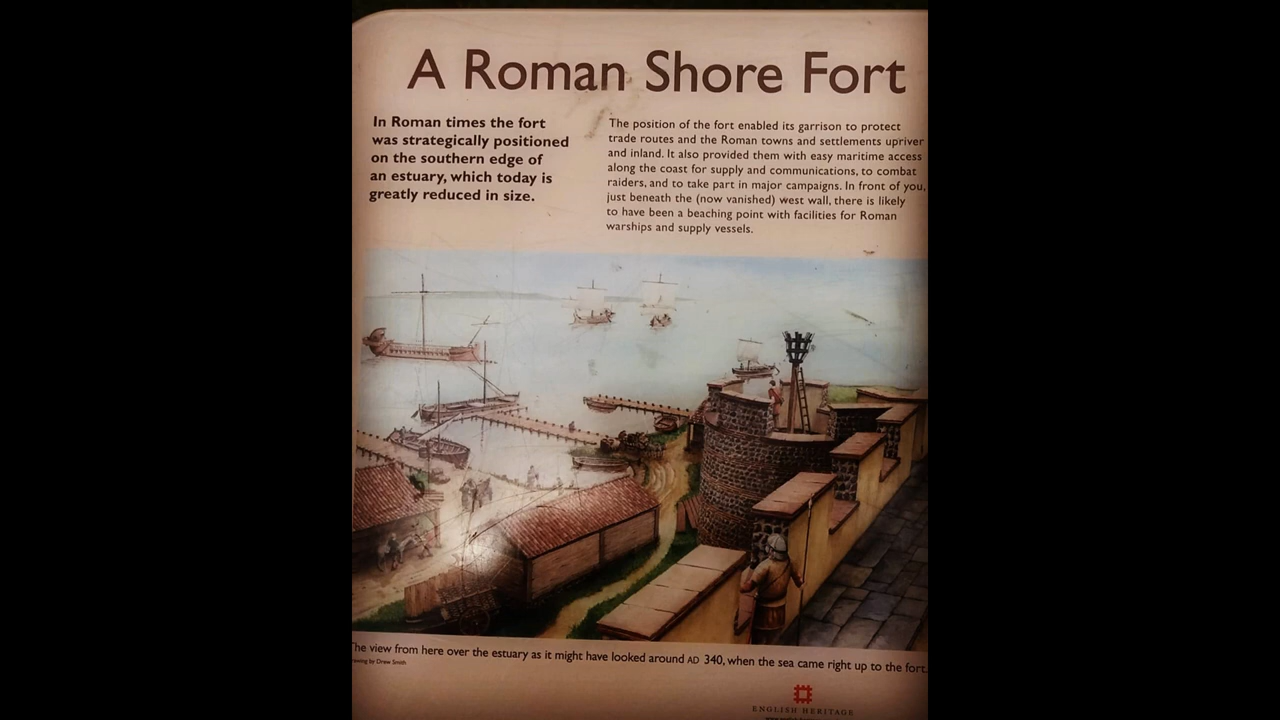 A Roman Shore Fort
In Roman times the fort
was strategically positioned
on the southern edge of
an estuary, which today is
greatly reduced in size.
The position of the fort enabled its garrison to protect
trade routes and the Roman towns and settlements upriver
and inland. It also provided them with easy maritime access
along the coast for supply and communications, to combat
raiders, and to take part in major campaigns. In front of you,
just beneath the (now vanished) west wall, there is likely
to have been a beaching point with facilities for Roman
warships and supply vessels.
The view from here over the estuary as it might have looked around AD 340, when the sea came right up to the fort.
Drawing by Drew Smith
ENGLISH HERITAGE